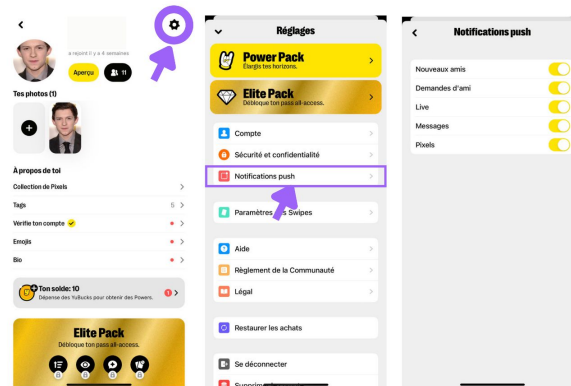 a rejoint il y a 4 semaines
Aperçu
11
Tes photos (1)
À propos de toi
Collection de Pixels
Tags
5
Vérifie ton compte
Emojis
Bio
Ton solde: 10
Dépense des YuBucks pour obtenir des Powers.
1
Elite Pack
Débloque ton pass all-access.
Réglages
Power Pack
Élargis tes horizons.
Elite Pack
Débloque ton pass all-access.
Compte
Sécurité et confidentialité
Notifications push
Paramètres des Swipes
Aide
Règlement de la Communauté
Légal
Restaurer les achats
Se déconnecter
Notifications push
Nouveaux amis
Demandes d'ami
Live
Messages
Pixels